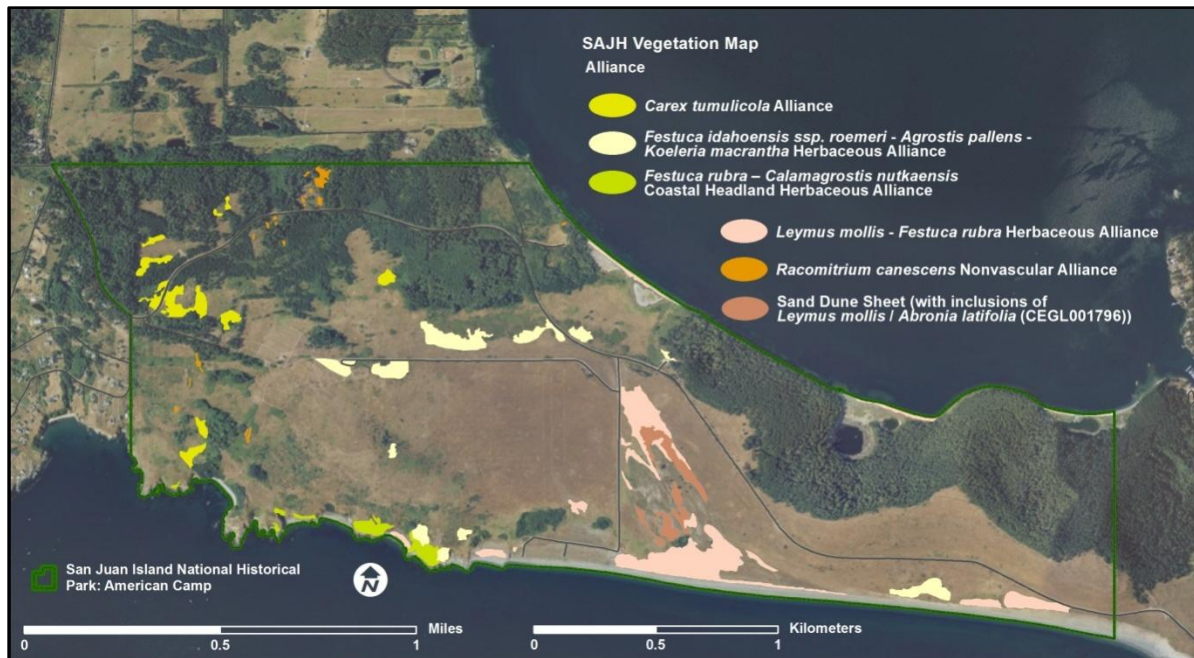 SAJH Vegetation Map
Alliance
Carex tumulicola Alliance
Festuca idahoensis ssp. roemeri - Agrostis pallens -
Koeleria macrantha Herbaceous Alliance
Festuca rubra – Calamagrostis nutkaensis
Coastal Headland Herbaceous Alliance
Leymus mollis - Festuca rubra Herbaceous Alliance
Racomitrium canescens Nonvascular Alliance
Sand Dune Sheet (with inclusions of
Leymus mollis / Abronia latifolia (CEGL001796))
San Juan Island National Historical
Park: American Camp
N
Miles
0 0.5 1
Kilometers
0 0.5 1